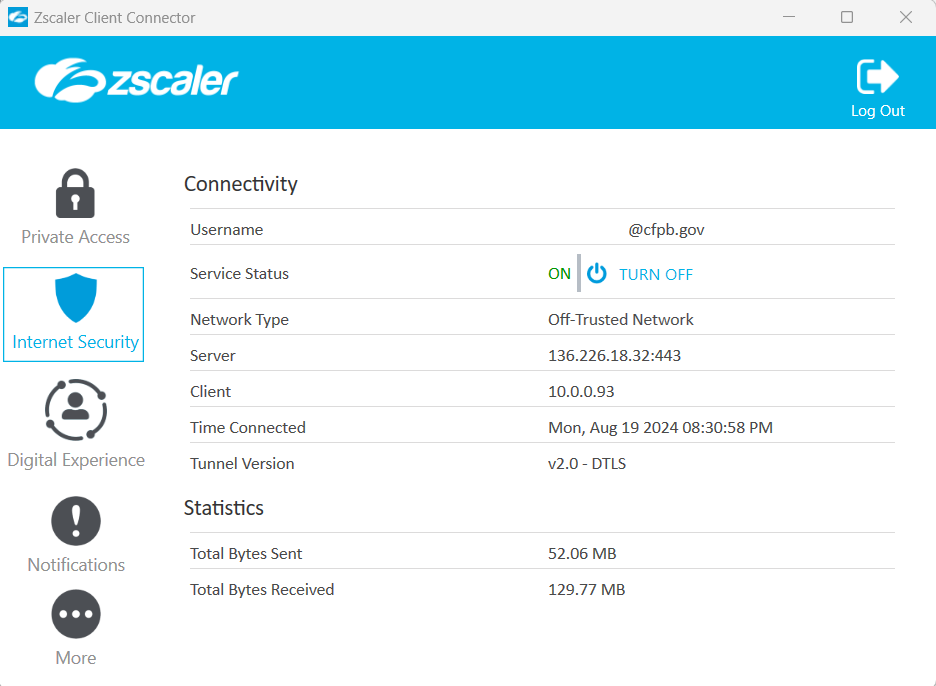 Zscaler Client Connector
zscaler
Log Out
Private Access
Internet Security
Digital Experience
Notifications
More
Connectivity
Username @cfpb.gov
Service Status ON TURN OFF
Network Type Off-Trusted Network
Server 136.226.18.32:443
Client 10.0.0.93
Time Connected Mon, Aug 19 2024 08:30:58 PM
Tunnel Version v2.0 - DTLS
Statistics
Total Bytes Sent 52.06 MB
Total Bytes Received 129.77 MB